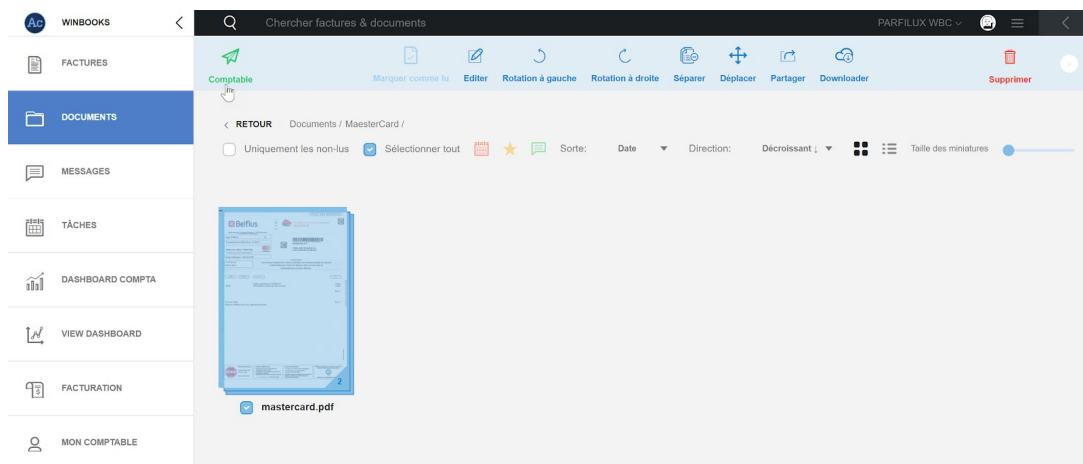 Ac WINBOOKS
Chercher factures & documents
PARFILUX WBC
FACTURES
DOCUMENTS
MESSAGES
TÂCHES
DASHBOARD COMPTA
VIEW DASHBOARD
FACTURATION
MON COMPTABLE
Comptable
Marquer comme lu
Editer
Rotation à gauche
Rotation à droite
Séparer
Déplacer
Partager
Downloader
Supprimer
< RETOUR Documents / MaesterCard /
Uniquement les non-lus
Sélectionner tout
Sorte: Date
Direction: Décroissant ↓
Taille des miniatures
Belfius
2
mastercard.pdf